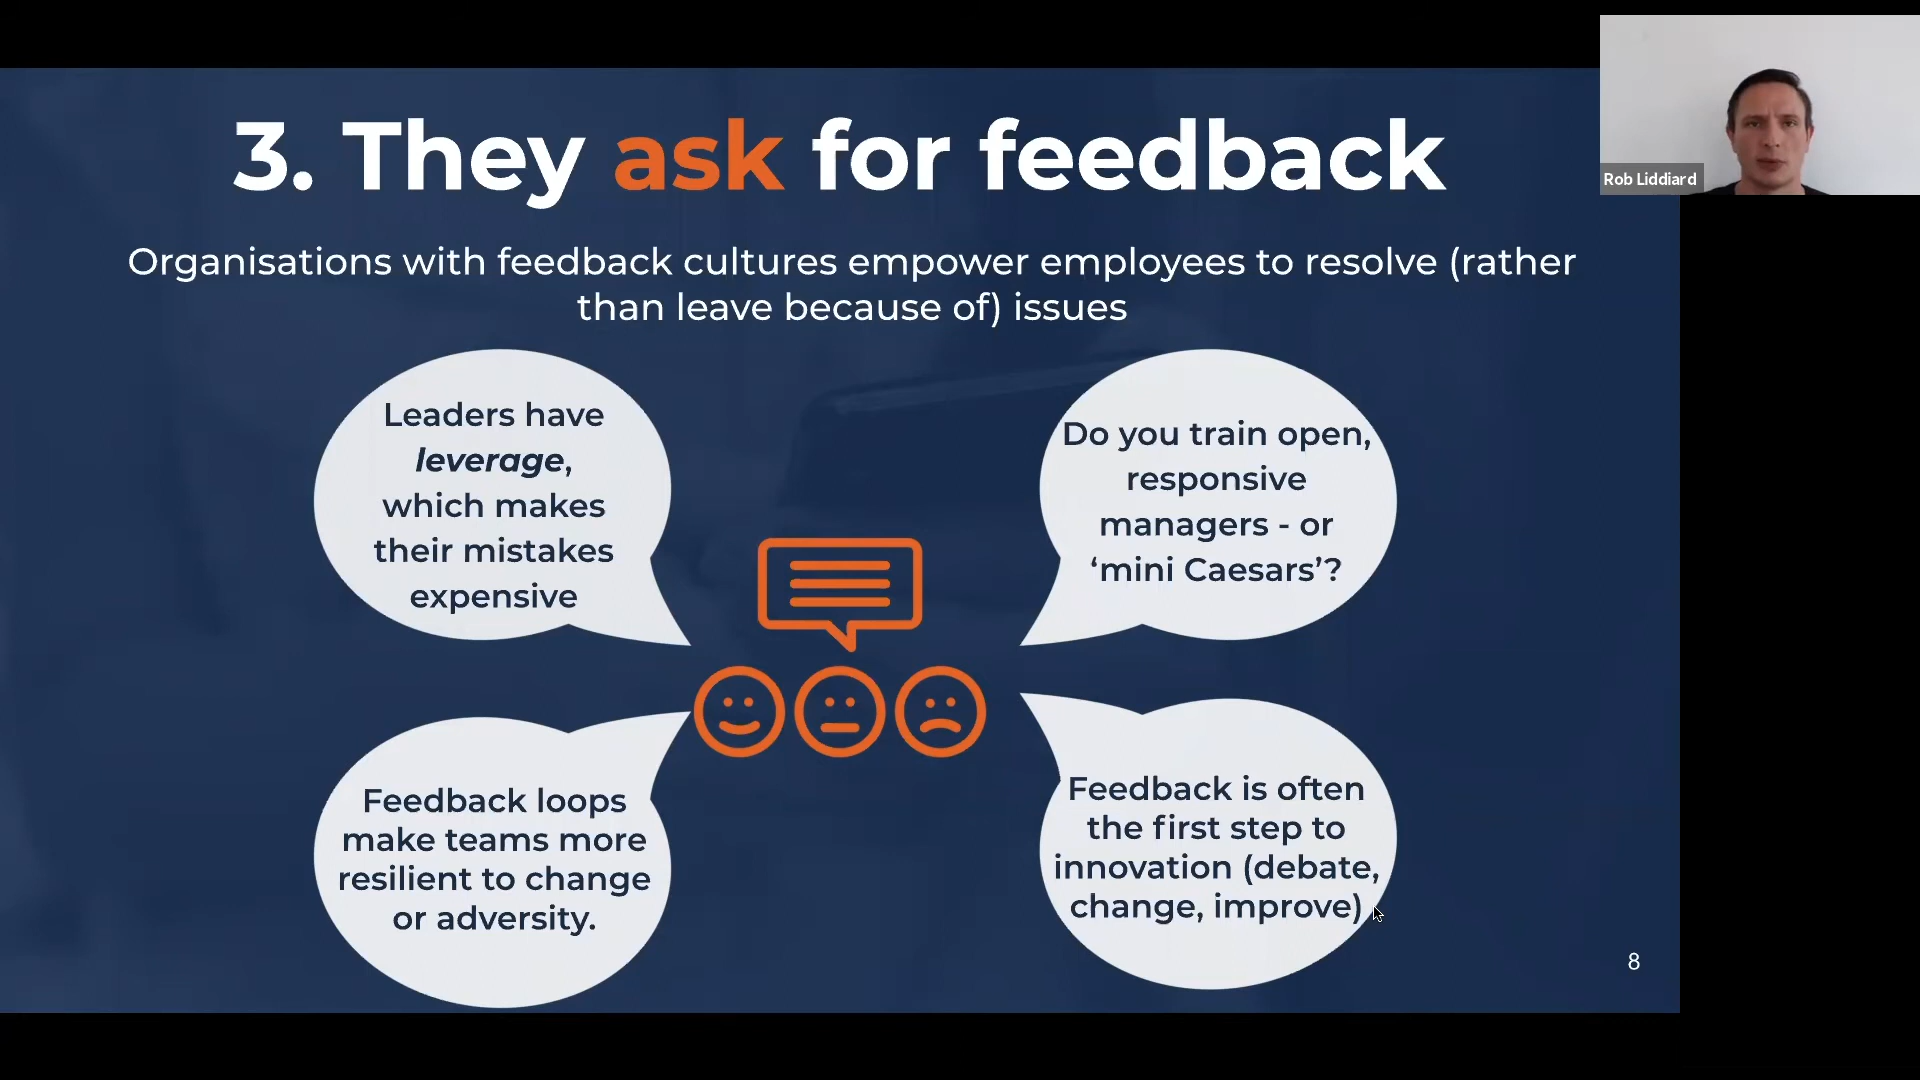 3. They ask for feedback
Rob Liddiard
Organisations with feedback cultures empower employees to resolve (rather
than leave because of) issues
Leaders have
leverage,
which makes
their mistakes
expensive
Do you train open,
responsive
managers - or
‘mini Caesars’?
Feedback loops
make teams more
resilient to change
or adversity.
Feedback is often
the first step to
innovation (debate,
change, improve)
8